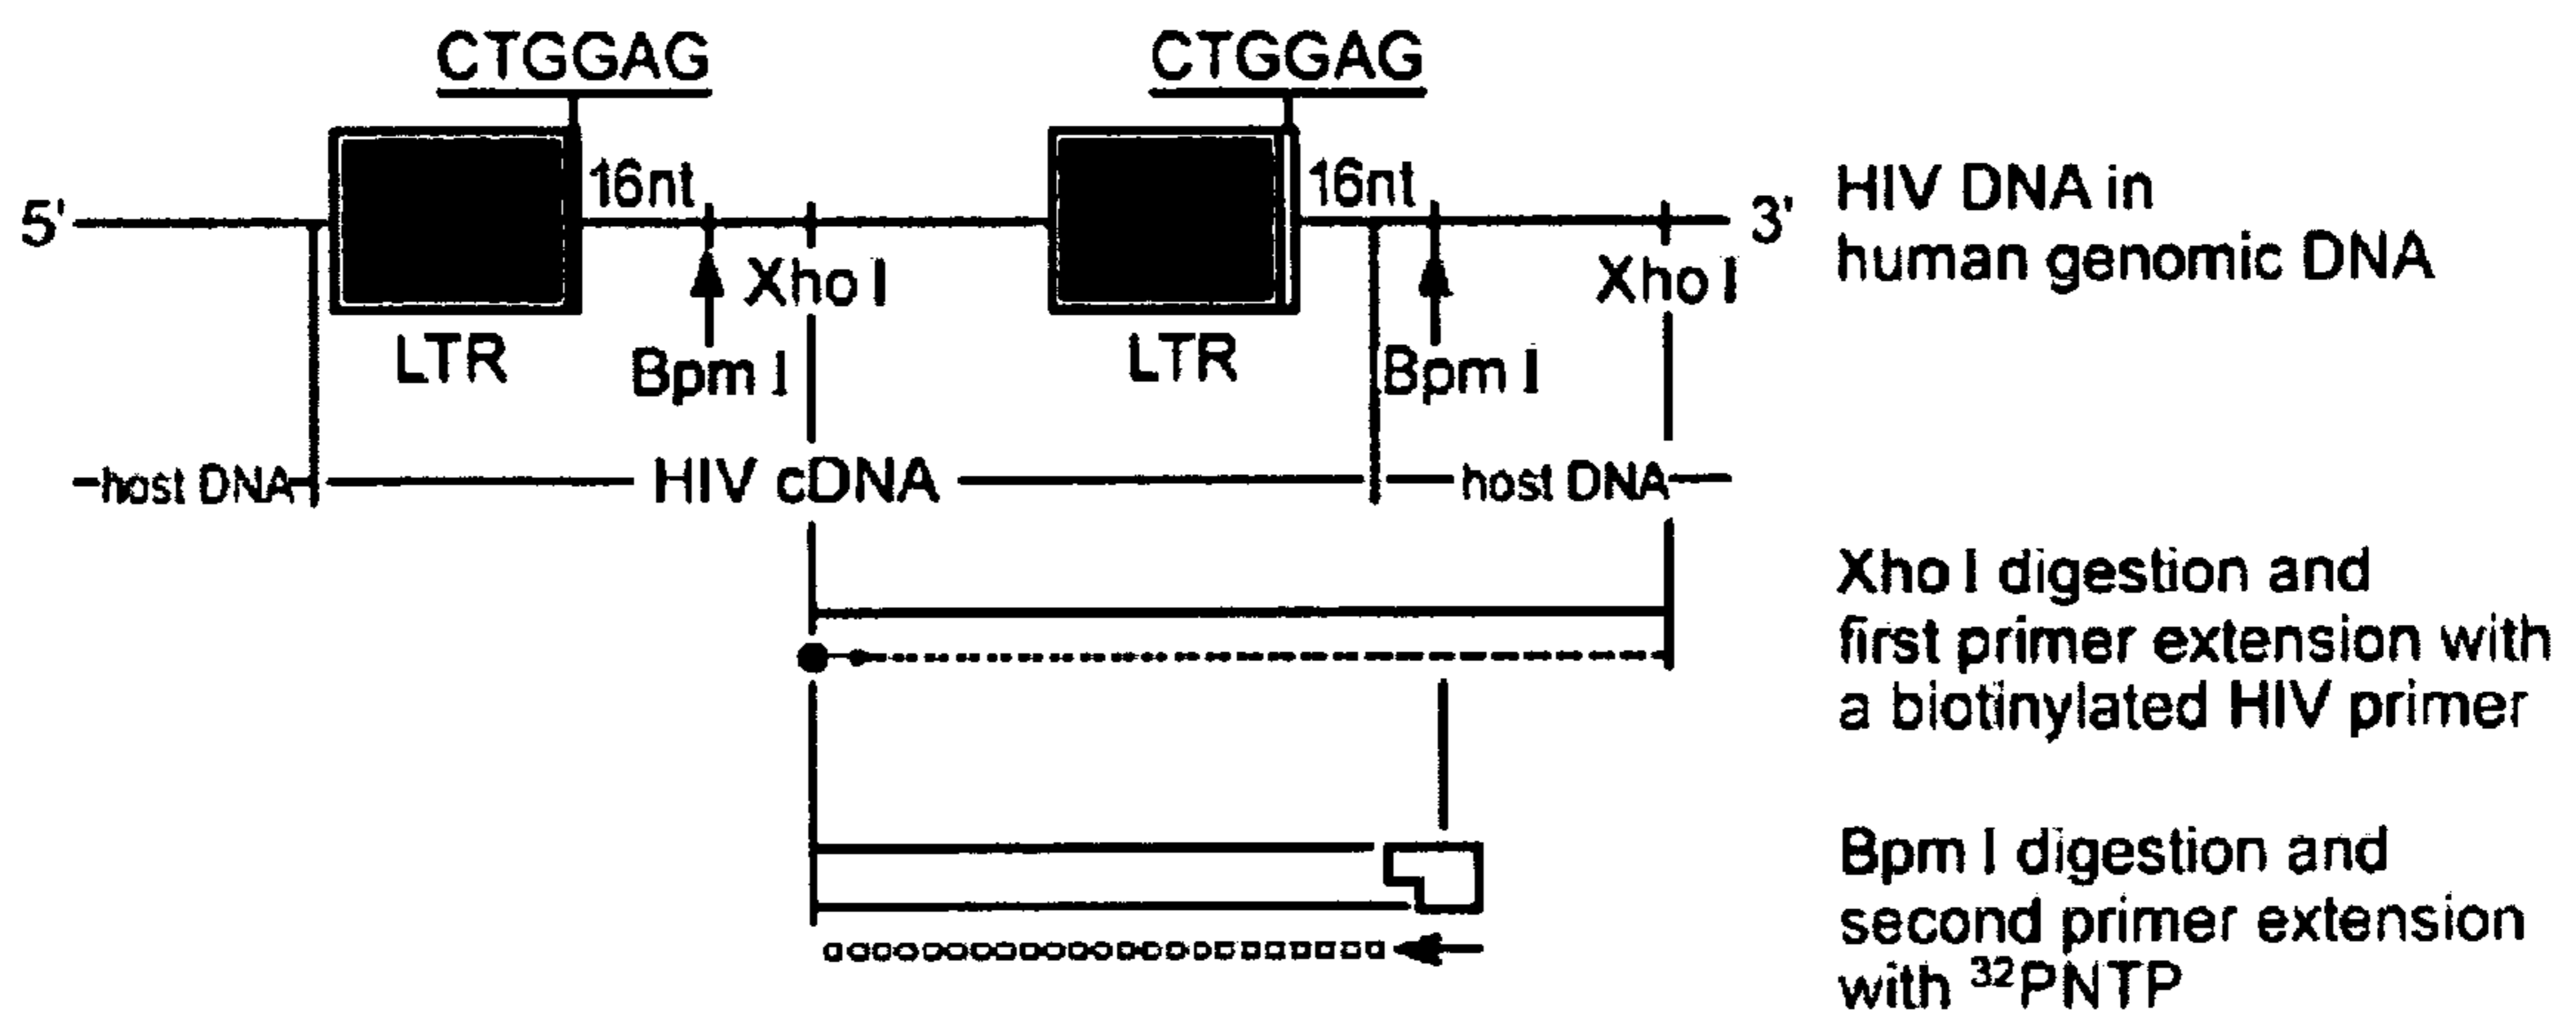 CTGGAG CTGGAG
16nt 16nt
5' 3'
HIV DNA in
human genomic DNA
Xho I Xho I
LTR Bpm I LTR Bpm I
host DNA HIV cDNA host DNA
Xho I digestion and
first primer extension with
a biotinylated HIV primer
Bpm I digestion and
second primer extension
with ³²PNTP